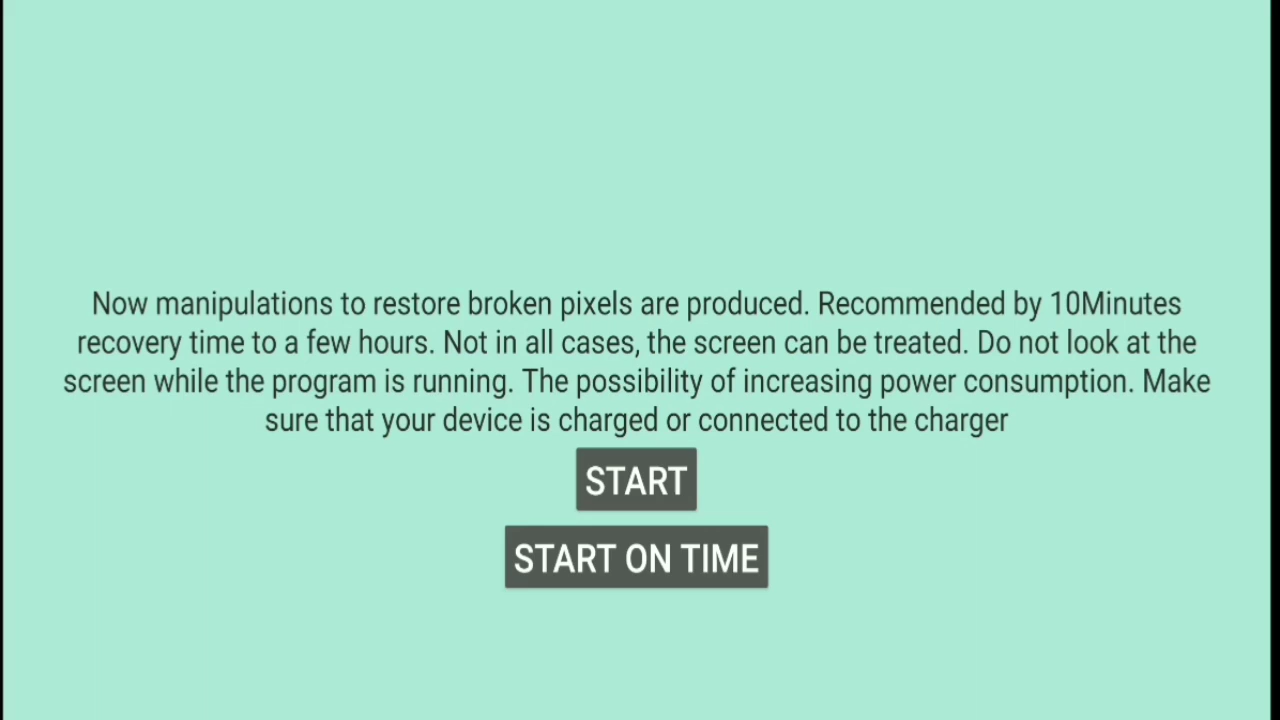 Now manipulations to restore broken pixels are produced. Recommended by 10Minutes
recovery time to a few hours. Not in all cases, the screen can be treated. Do not look at the
screen while the program is running. The possibility of increasing power consumption. Make
sure that your device is charged or connected to the charger
START
START ON TIME